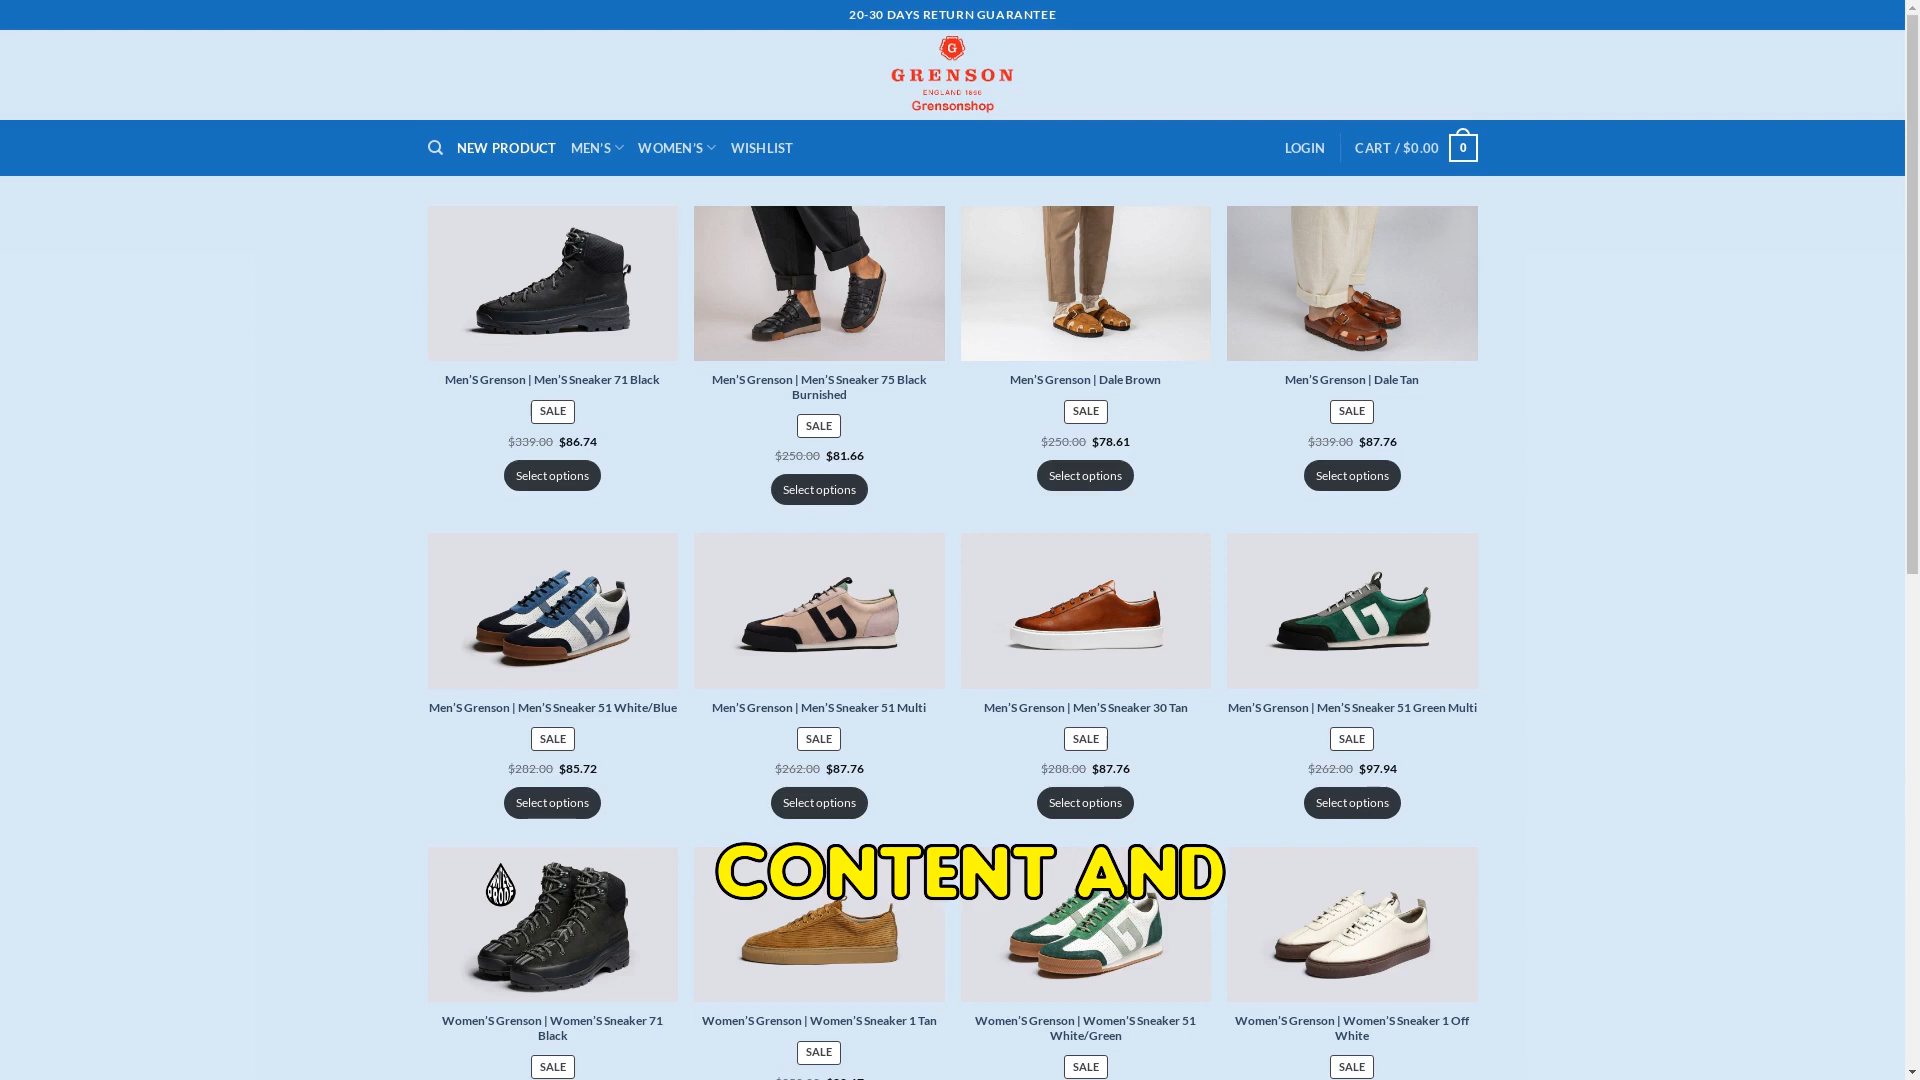 20-30 DAYS RETURN GUARANTEE
G
GRENSON
ENGLAND 1866
Grensonshop
NEW PRODUCT MEN'S WOMEN'S WISHLIST LOGIN CART / $0.00 0
Men’S Grenson | Men’S Sneaker 71 Black
SALE
$339.00 $86.74
Select options
Men’S Grenson | Men’S Sneaker 75 Black
Burnished
SALE
$250.00 $81.66
Select options
Men’S Grenson | Dale Brown
SALE
$250.00 $78.61
Select options
Men’S Grenson | Dale Tan
SALE
$339.00 $87.76
Select options
Men’S Grenson | Men’S Sneaker 51 White/Blue
SALE
$282.00 $85.72
Select options
Men’S Grenson | Men’S Sneaker 51 Multi
SALE
$262.00 $87.76
Select options
Men’S Grenson | Men’S Sneaker 30 Tan
SALE
$288.00 $87.76
Select options
Men’S Grenson | Men’S Sneaker 51 Green Multi
SALE
$262.00 $97.94
Select options
CONTENT AND
WATER
PROOF
Women’S Grenson | Women’S Sneaker 71
Black
SALE
Women’S Grenson | Women’S Sneaker 1 Tan
SALE
Women’S Grenson | Women’S Sneaker 51
White/Green
SALE
Women’S Grenson | Women’S Sneaker 1 Off
White
SALE